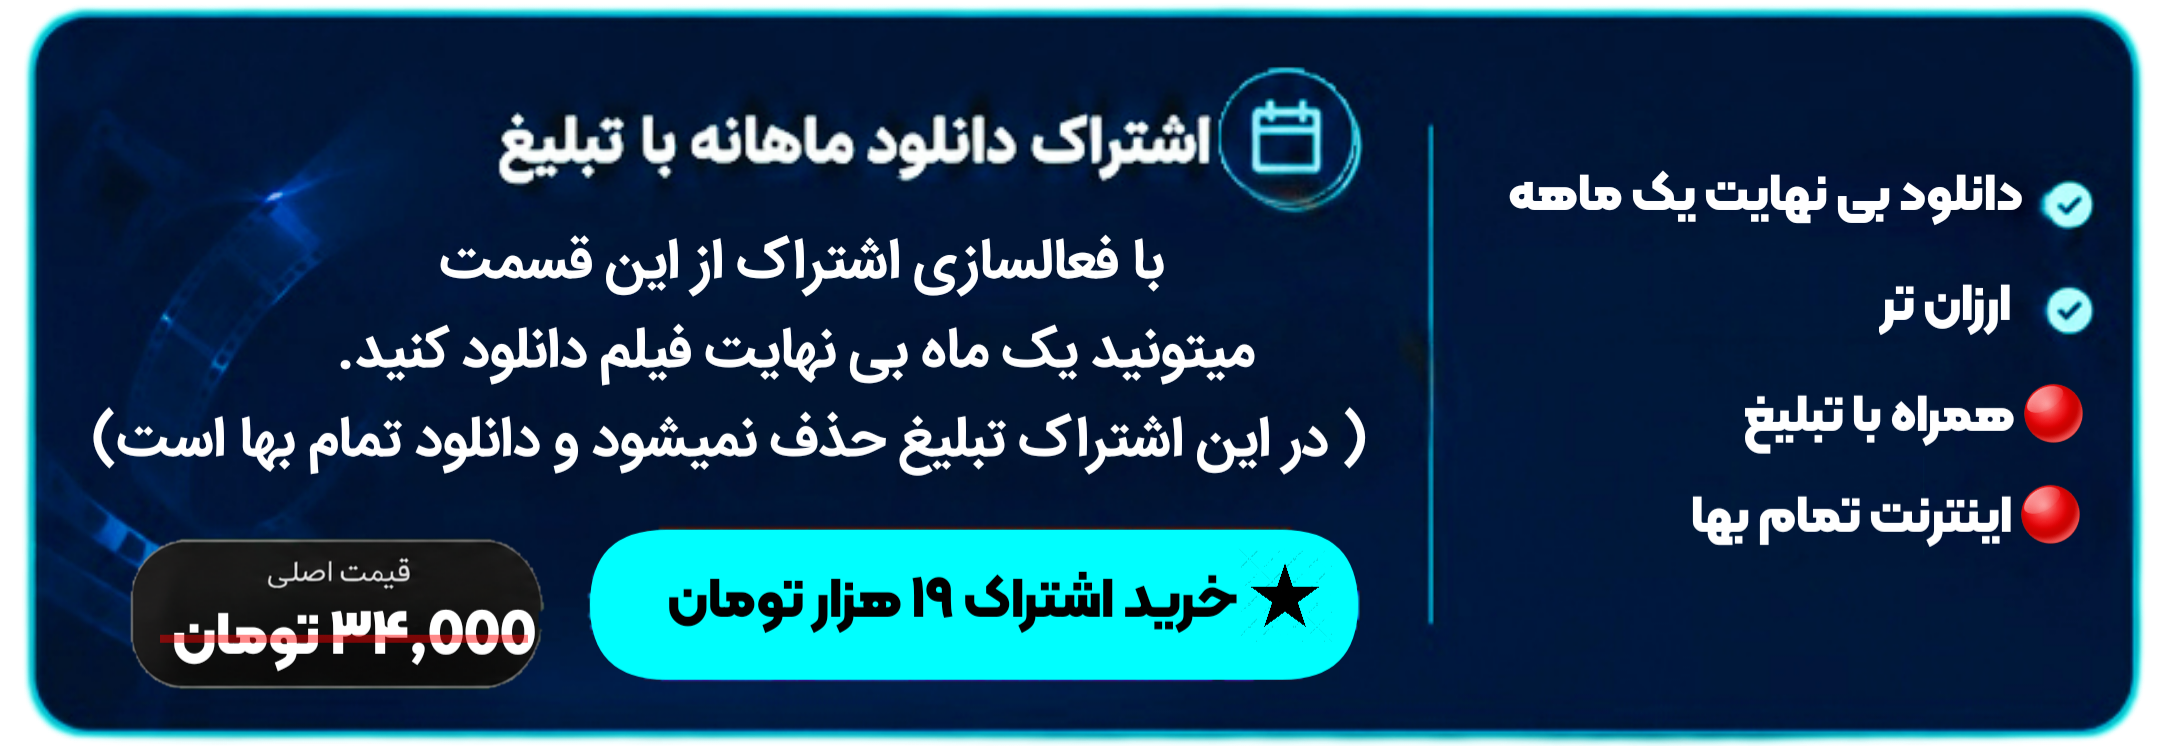 اشتراک دانلود ماهانه با تبلیغ
با فعالسازی اشتراک از این قسمت
میتونید یک ماه بی نهایت فیلم دانلود کنید.
( در این اشتراک تبلیغ حذف نمیشود و دانلود تمام بها است)
خرید اشتراک ۱۹ هزار تومان
قیمت اصلی
۳۴,000 تومان
دانلود بی نهایت یک ماهه
ارزان تر
همراه با تبلیغ
اینترنت تمام بها